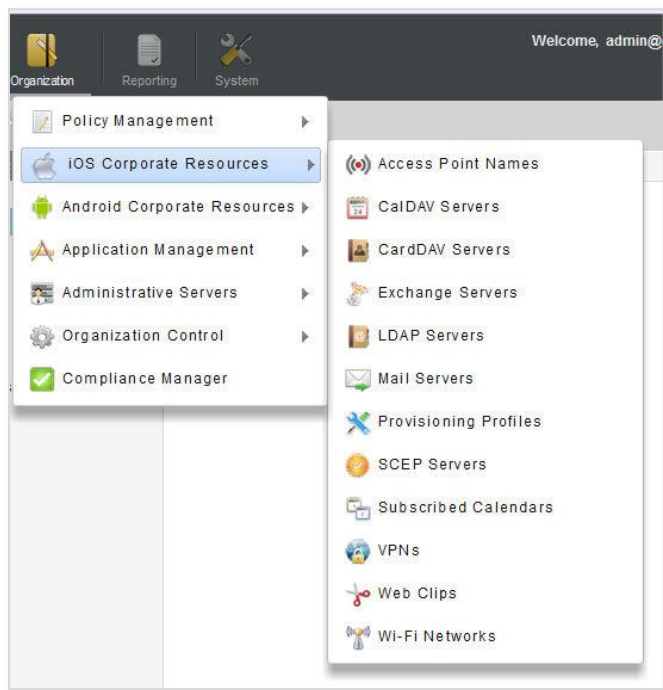 Welcome, admin@
Organization
Reporting
System
Policy Management
iOS Corporate Resources
Android Corporate Resources
Application Management
Administrative Servers
Organization Control
Compliance Manager
Access Point Names
CalDAV Servers
CardDAV Servers
Exchange Servers
LDAP Servers
Mail Servers
Provisioning Profiles
SCEP Servers
Subscribed Calendars
VPNs
Web Clips
Wi-Fi Networks